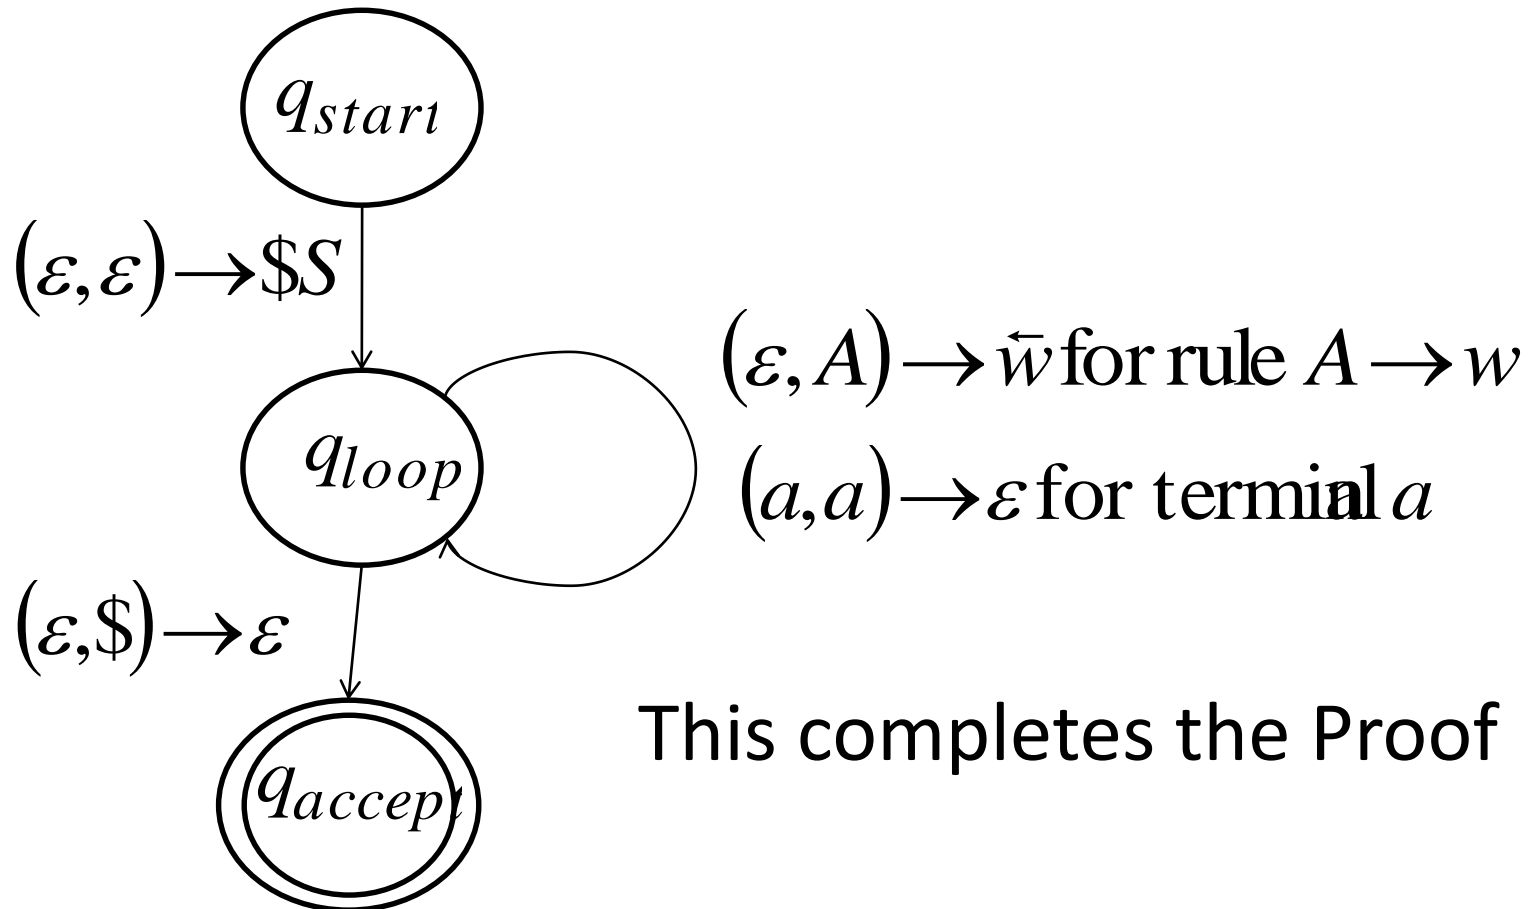 q_start
(ε,ε)→$S
(ε,A)→w⃖ for rule A→w
q_loop
(a,a)→ε for terminal a
(ε,$)→ε
This completes the Proof
q_accept